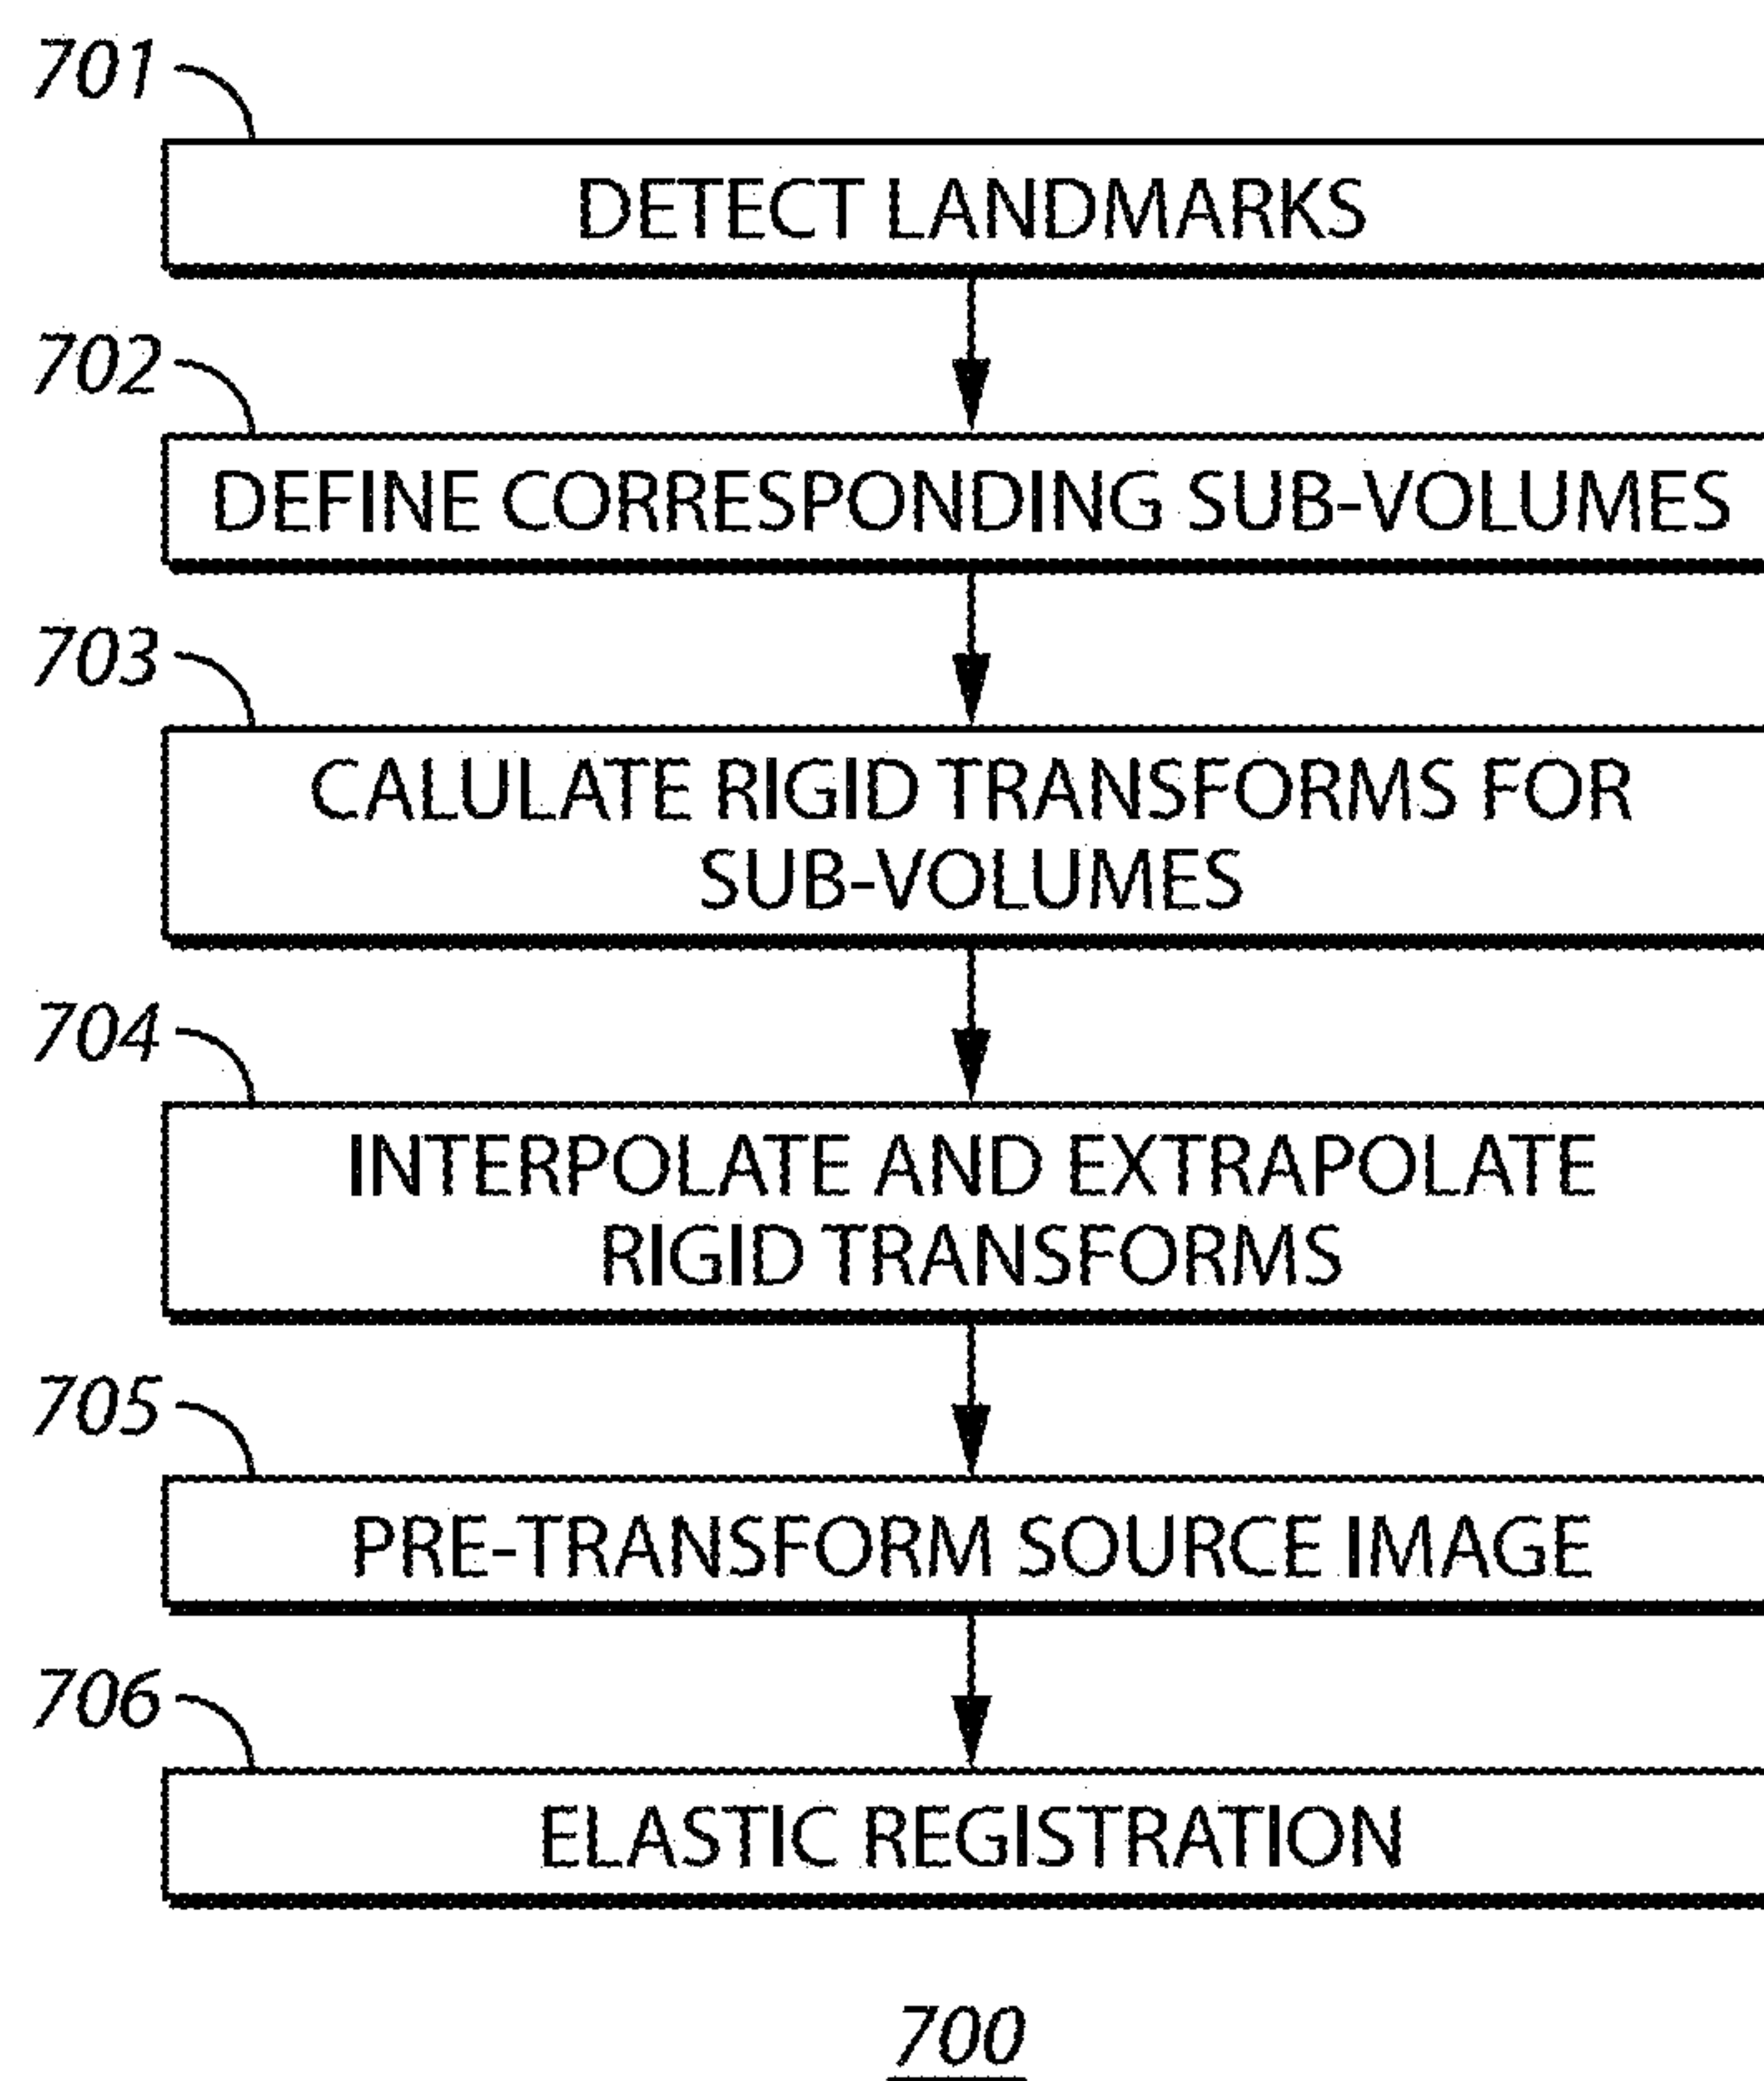 701
DETECT LANDMARKS
702
DEFINE CORRESPONDING SUB-VOLUMES
703
CALULATE RIGID TRANSFORMS FOR
SUB-VOLUMES
704
INTERPOLATE AND EXTRAPOLATE
RIGID TRANSFORMS
705
PRE-TRANSFORM SOURCE IMAGE
706
ELASTIC REGISTRATION
700